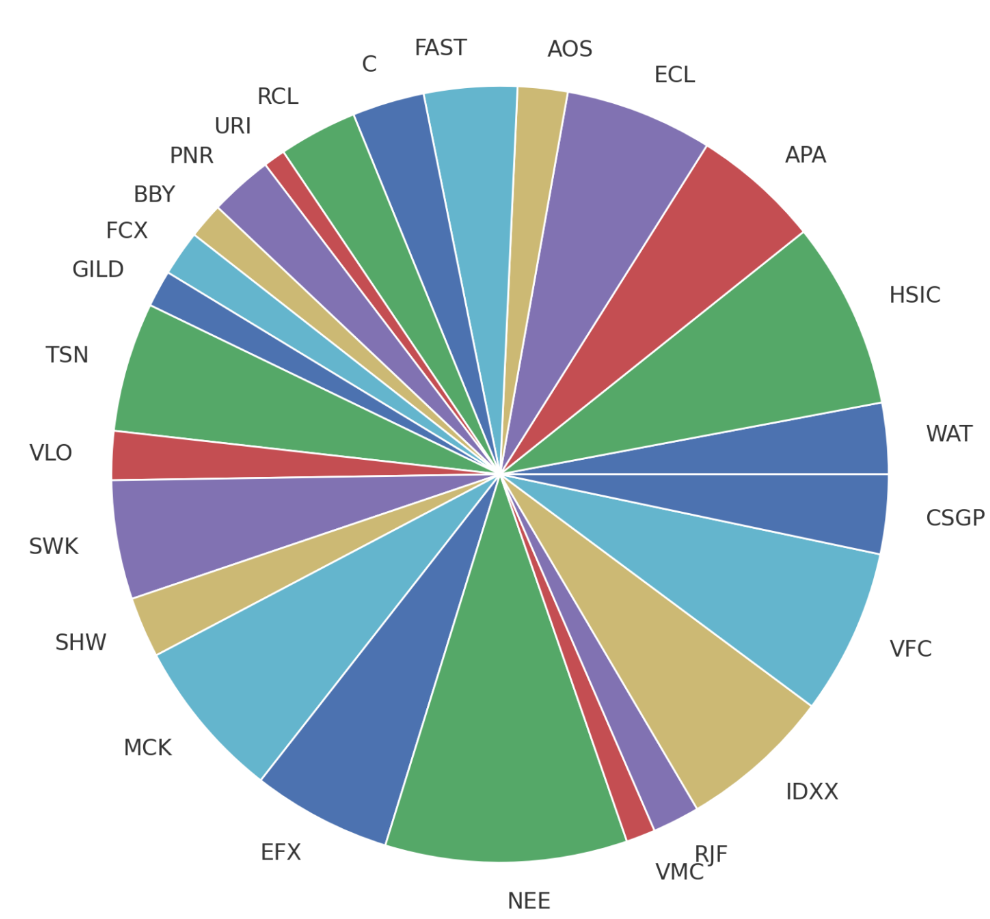 FAST
AOS
C
ECL
RCL
URI
APA
PNR
BBY
FCX
GILD
HSIC
TSN
WAT
VLO
CSGP
SWK
SHW
VFC
MCK
IDXX
EFX
RJF
VMC
NEE